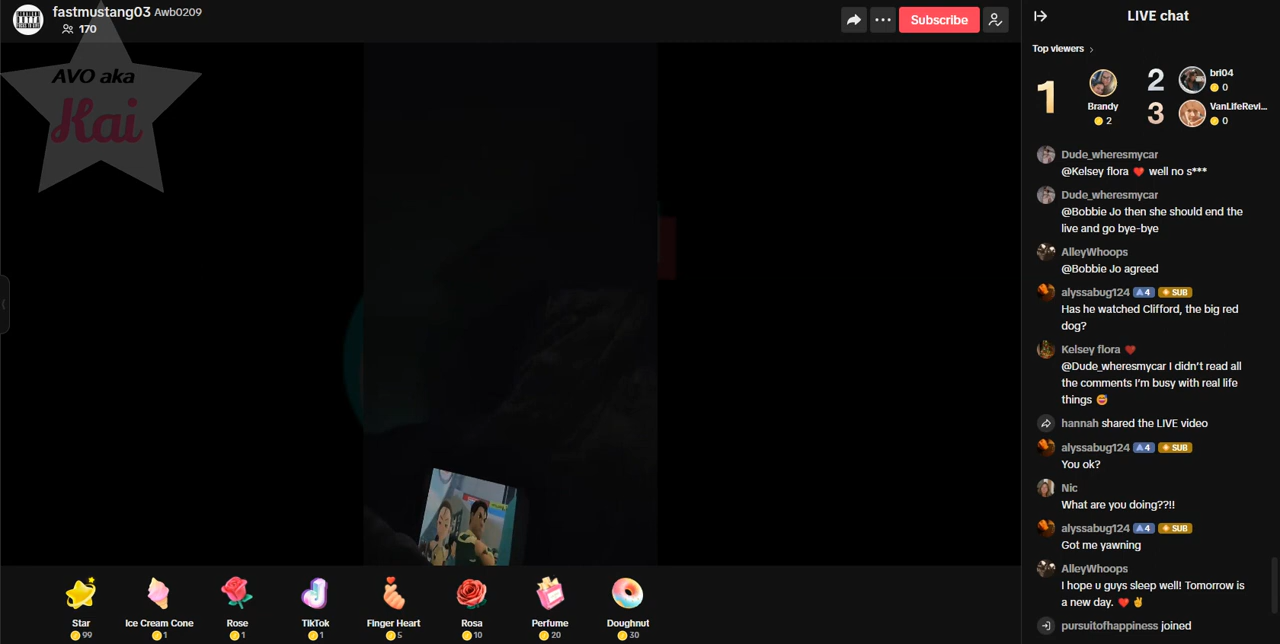 fastmustang03 Awb0209
170
Subscribe
LIVE chat
AVO aka
Kai
Top viewers
1
Brandy
2
2
bri04
0
3
VanLifeRevi...
0
Dude_wheresmycar
@Kelsey flora ❤️ well no s***
Dude_wheresmycar
@Bobbie Jo then she should end the
live and go bye-bye
AlleyWhoops
@Bobbie Jo agreed
alyssabug124 4 SUB
Has he watched Clifford, the big red
dog?
Kelsey flora ❤️
@Dude_wheresmycar I didn't read all
the comments I'm busy with real life
things 😅
hannah shared the LIVE video
alyssabug124 4 SUB
You ok?
Nic
What are you doing??!!
alyssabug124 4 SUB
Got me yawning
AlleyWhoops
I hope u guys sleep well! Tomorrow is
a new day. ❤️ ✌️
pursuitofhappiness joined
Star
99
Ice Cream Cone
1
Rose
1
TikTok
1
Finger Heart
5
Rosa
10
Perfume
20
Doughnut
30